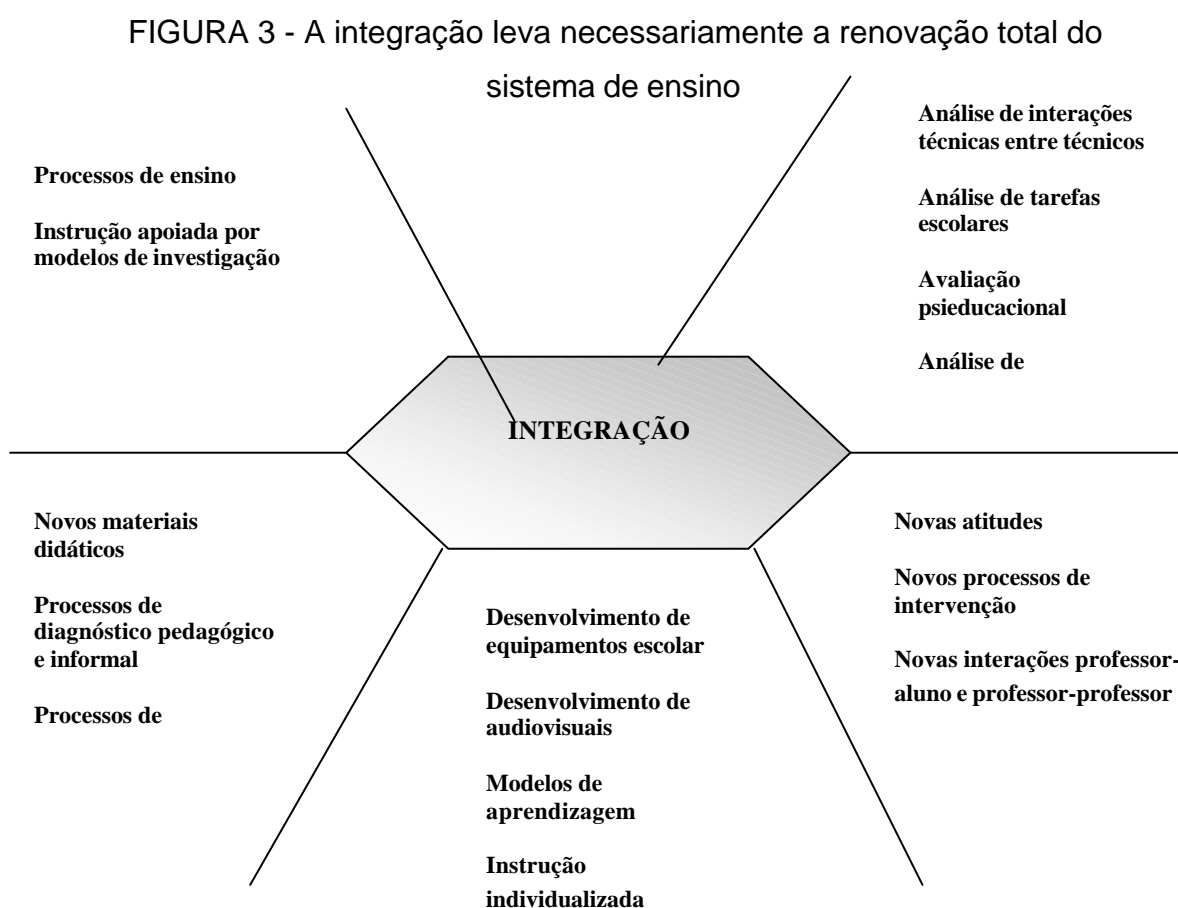 FIGURA 3 - A integração leva necessariamente a renovação total do
sistema de ensino
Processos de ensino
Instrução apoiada por
modelos de investigação
Análise de interações
técnicas entre técnicos
Análise de tarefas
escolares
Avaliação
psieducacional
Análise de
INTEGRAÇÃO
Novos materiais
didáticos
Processos de
diagnóstico pedagógico
e informal
Processos de
Desenvolvimento de
equipamentos escolar
Desenvolvimento de
audiovisuais
Modelos de
aprendizagem
Instrução
individualizada
Novas atitudes
Novos processos de
intervenção
Novas interações professor-
aluno e professor-professor